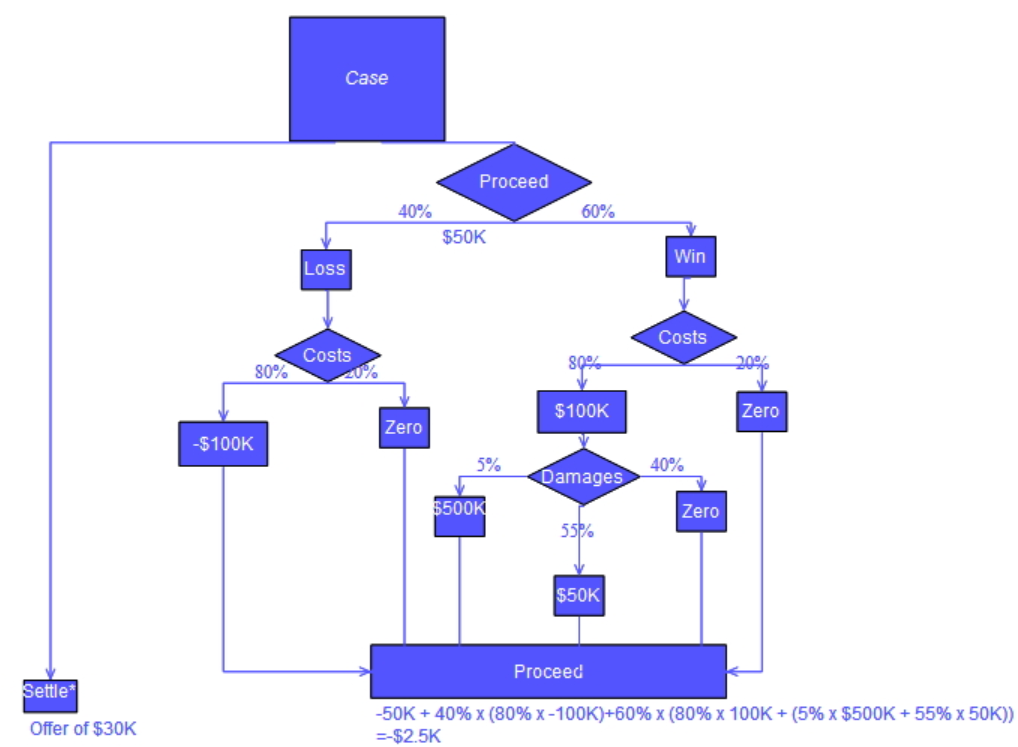 Case
Proceed
40%
60%
$50K
Loss
Win
Costs
Costs
80%
20%
80%
20%
-$100K
Zero
$100K
Zero
5%
Damages
40%
$500K
Zero
55%
$50K
Proceed
Settle*
Offer of $30K
-50K + 40% x (80% x -100K)+60% x (80% x 100K + (5% x $500K + 55% x 50K))
=-$2.5K